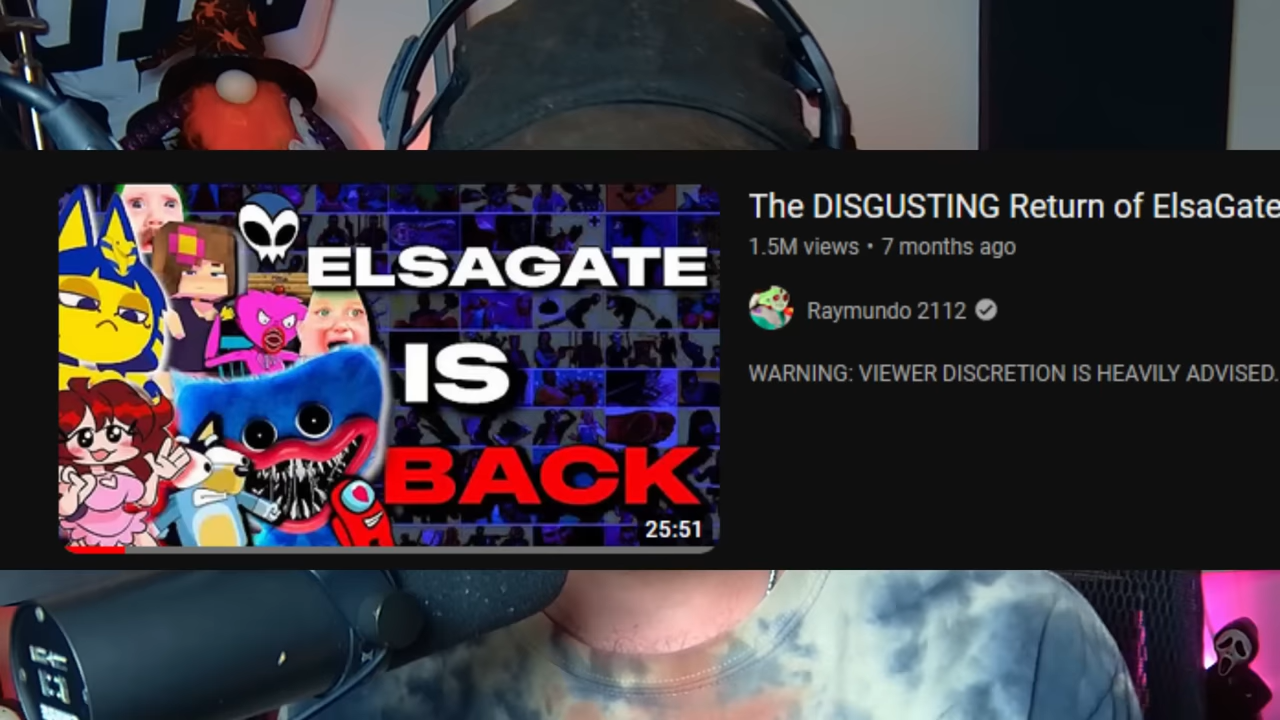 The DISGUSTING Return of ElsaGate
1.5M views • 7 months ago
Raymundo 2112
WARNING: VIEWER DISCRETION IS HEAVILY ADVISED.
ELSAGATE
IS
BACK
25:51